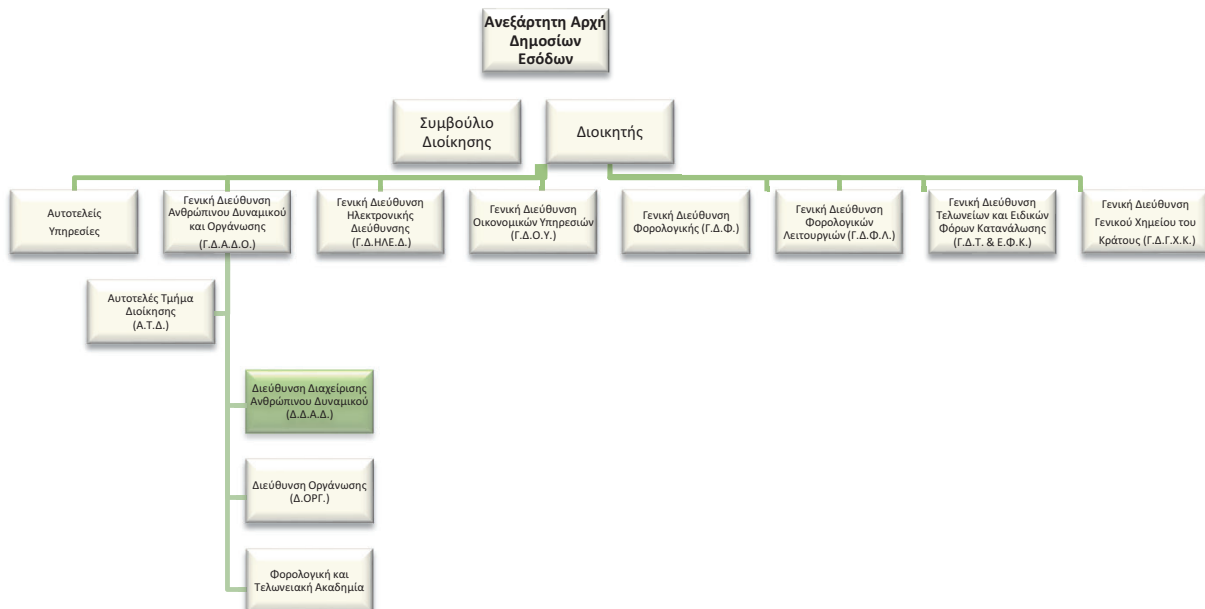 Ανεξάρτητη Αρχή
Δημοσίων
Εσόδων
Συμβούλιο
Διοίκησης
Διοικητής
Αυτοτελείς
Υπηρεσίες
Γενική Διεύθυνση
Ανθρώπινου Δυναμικού
και Οργάνωσης
(Γ.Δ.Α.Δ.Ο.)
Γενική Διεύθυνση
Ηλεκτρονικής
Διεύθυνσης
(Γ.Δ.ΗΛΕ.Δ.)
Γενική Διεύθυνση
Οικονομικών Υπηρεσιών
(Γ.Δ.Ο.Υ.)
Γενική Διεύθυνση
Φορολογικής (Γ.Δ.Φ.)
Γενική Διεύθυνση
Φορολογικών
Λειτουργιών (Γ.Δ.Φ.Λ.)
Γενική Διεύθυνση
Τελωνείων και Ειδικών
Φόρων Κατανάλωσης
(Γ.Δ.Τ. & Ε.Φ.Κ.)
Γενική Διεύθυνση
Γενικού Χημείου του
Κράτους (Γ.Δ.Γ.Χ.Κ.)
Αυτοτελές Τμήμα
Διοίκησης
(Α.Τ.Δ.)
Διεύθυνση Διαχείρισης
Ανθρώπινου Δυναμικού
(Δ.Δ.Α.Δ.)
Διεύθυνση Οργάνωσης
(Δ.ΟΡΓ.)
Φορολογική και
Τελωνειακή Ακαδημία